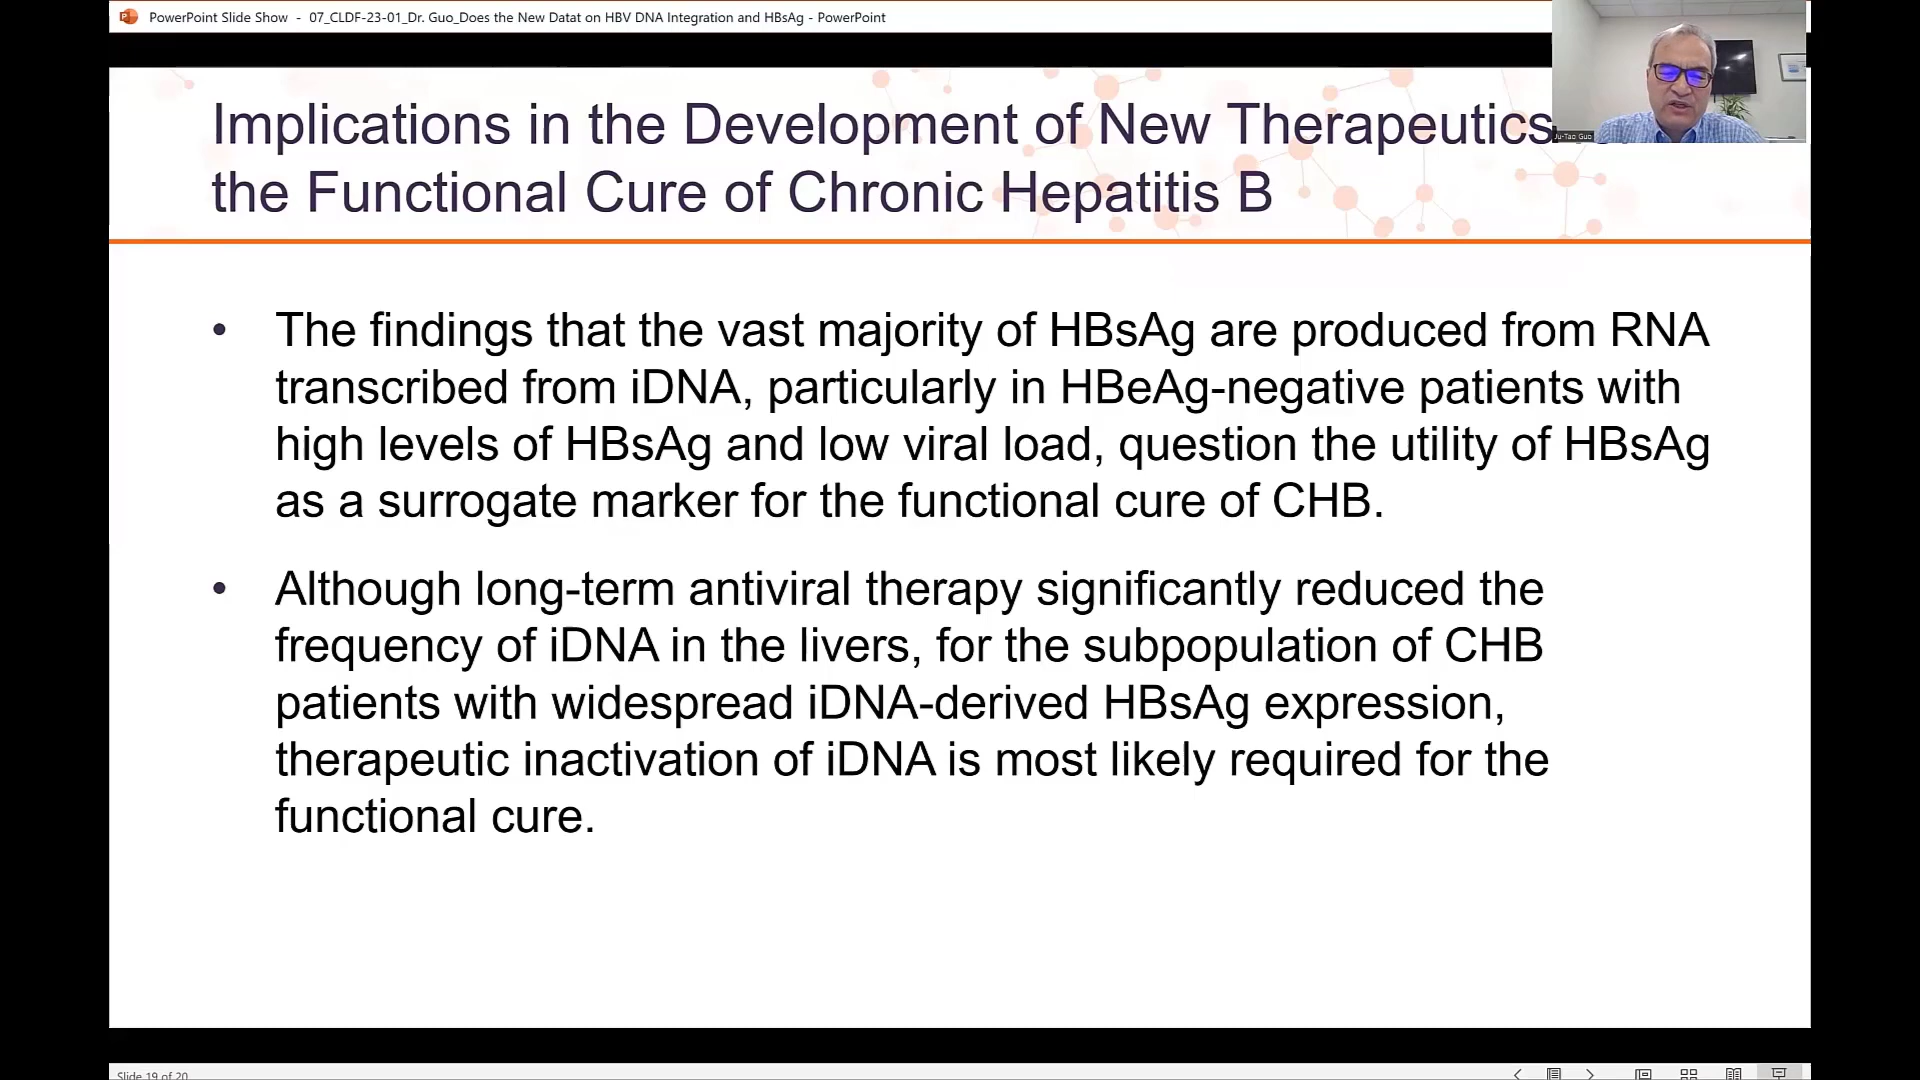 PowerPoint Slide Show - 07_CLDF-23-01_Dr. Guo_Does the New Datat on HBV DNA Integration and HBsAg - PowerPoint
Ju-Tao Guo
Implications in the Development of New Therapeutics
the Functional Cure of Chronic Hepatitis B
• The findings that the vast majority of HBsAg are produced from RNA
transcribed from iDNA, particularly in HBeAg-negative patients with
high levels of HBsAg and low viral load, question the utility of HBsAg
as a surrogate marker for the functional cure of CHB.
• Although long-term antiviral therapy significantly reduced the
frequency of iDNA in the livers, for the subpopulation of CHB
patients with widespread iDNA-derived HBsAg expression,
therapeutic inactivation of iDNA is most likely required for the
functional cure.
Slide 19 of 20